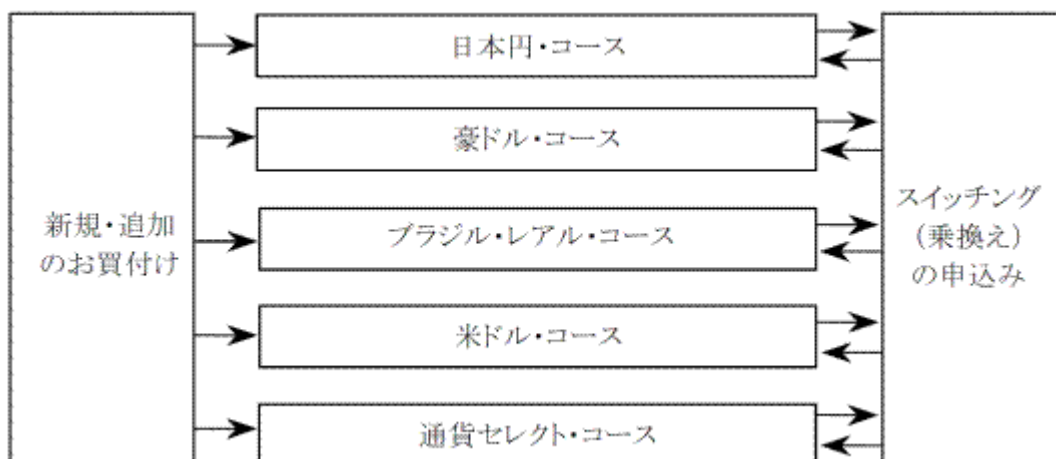 新規・追加
のお買付け
日本円・コース
豪ドル・コース
ブラジル・レアル・コース
米ドル・コース
通貨セレクト・コース
スイッチング
（乗換え）
の申込み